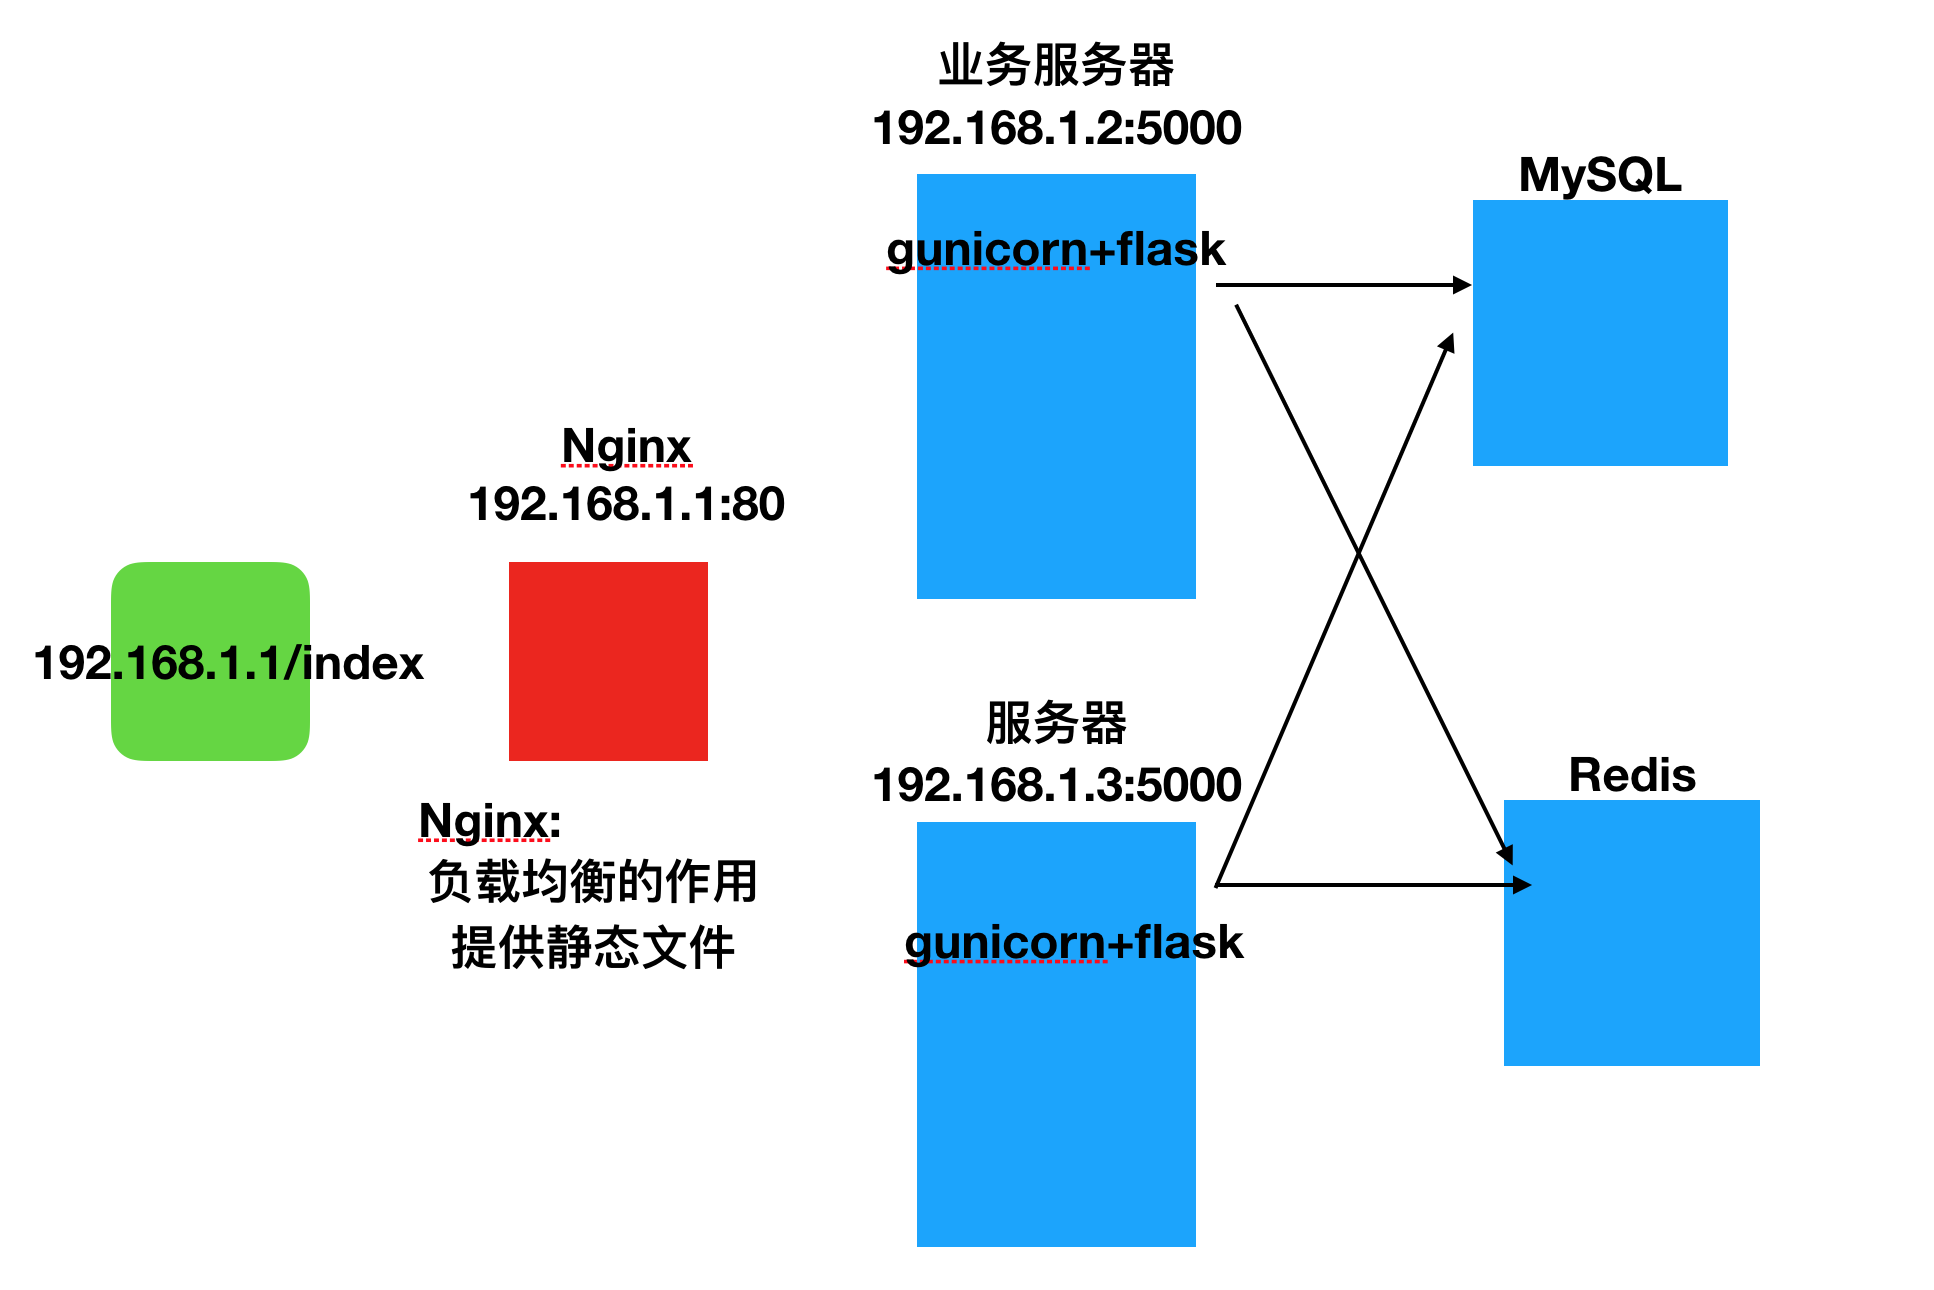 业务服务器
192.168.1.2:5000
gunicorn+flask
MySQL
Nginx
192.168.1.1:80
192.168.1.1/index
Nginx:
负载均衡的作用
提供静态文件
服务器
192.168.1.3:5000
gunicorn+flask
Redis